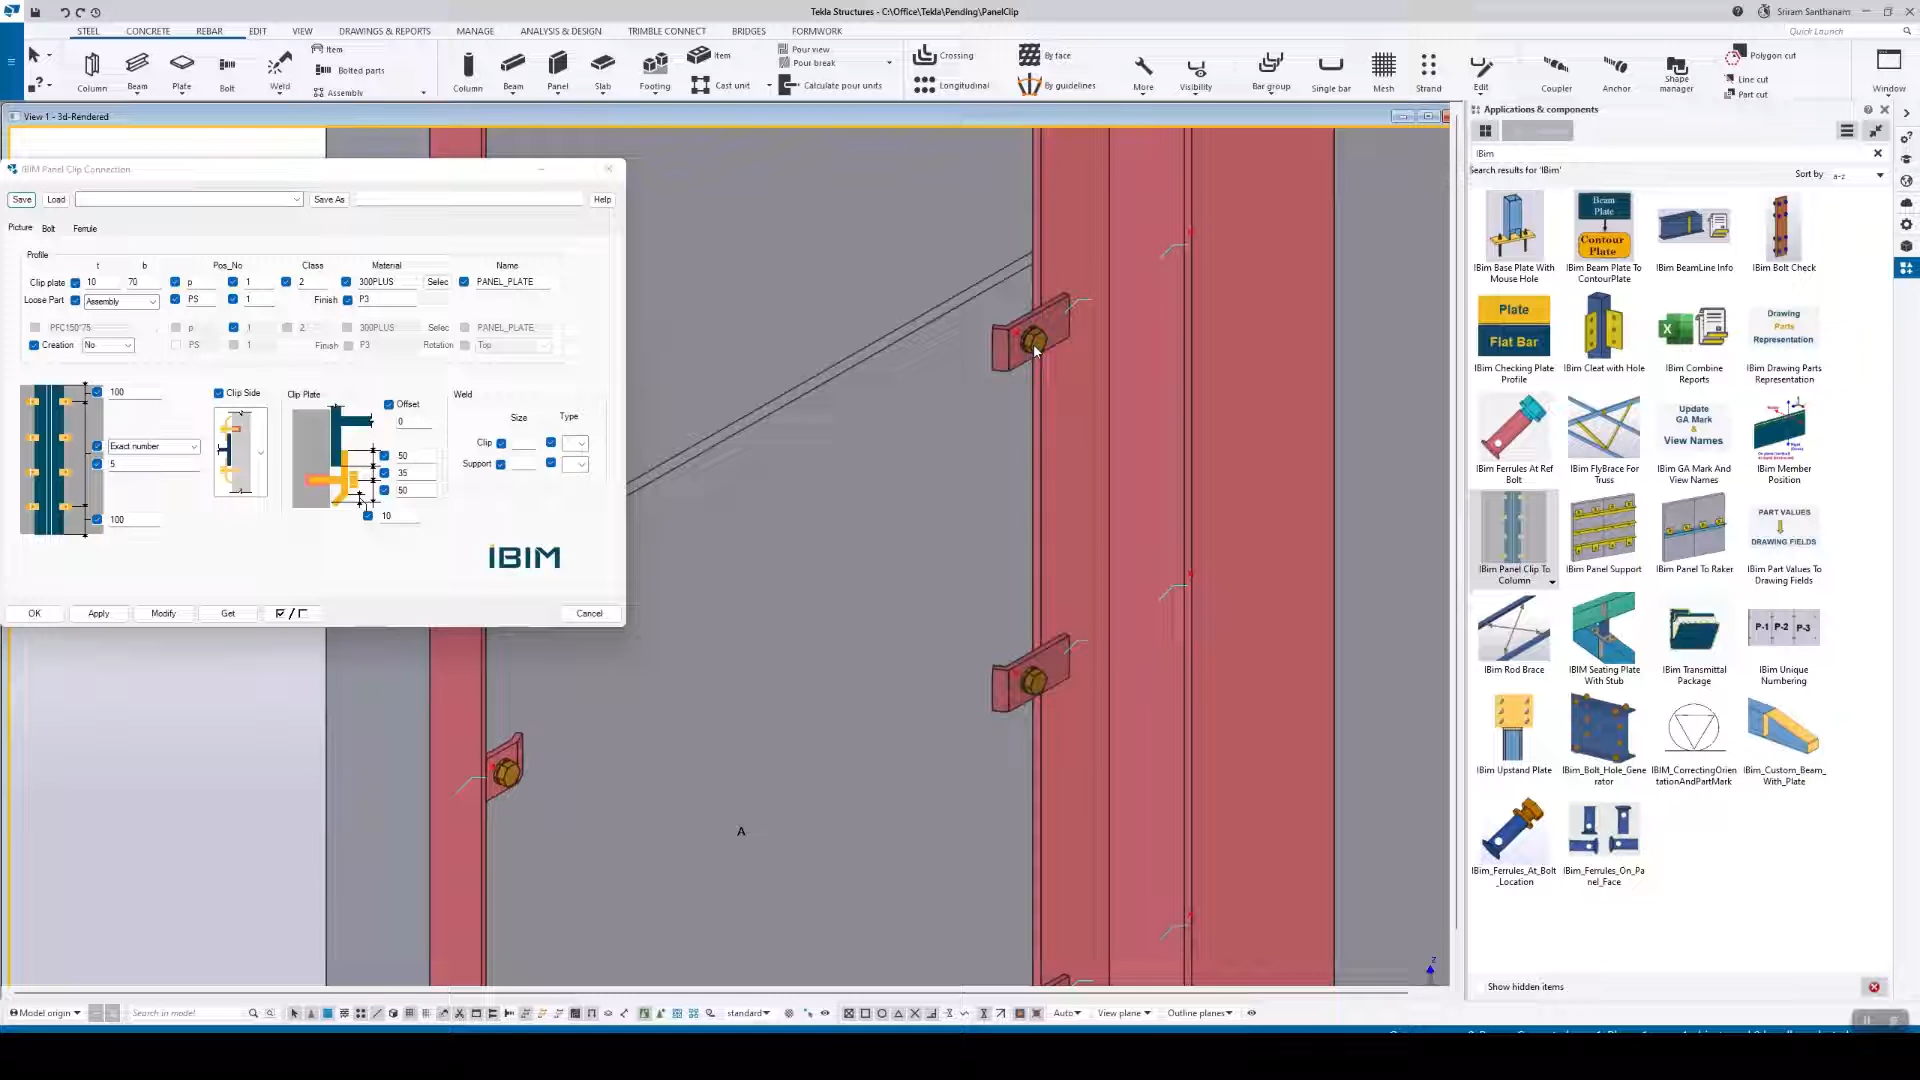 Tekla Structures - C:\Office\Tekla\Pending\PanelClip
Sriram Santhanam
STEEL CONCRETE REBAR EDIT VIEW DRAWINGS & REPORTS MANAGE ANALYSIS & DESIGN TRIMBLE CONNECT BRIDGES FORMWORK
Quick Launch
Item
Bolted parts
Assembly
Column Beam Plate Bolt Weld
Column Beam Panel Slab Footing
Item
Cast unit
Pour view
Pour break
Calculate pour units
Crossing
Longitudinal
By face
By guidelines
More Visibility Bar group Single bar Mesh Strand Edit Coupler Anchor Shape manager
Polygon cut
Line cut
Part cut
Window
View 1 - 3d-Rendered
IBIM Panel Clip Connection
Save Load Save As Help
Picture Bolt Ferrule
Profile
t b Pos_No Class Material Name
Clip plate 10 70 p 1 2 300PLUS Selec PANEL_PLATE
Loose Part Assembly PS 1 Finish P3
PFC150*75 p 1 2 300PLUS Selec PANEL_PLATE
Creation No PS 1 Finish P3 Rotation Top
100
Exact number
5
100
Clip Side
Clip Plate
Offset
0
50
35
50
10
Weld
Size Type
Clip
Support
IBIM
OK Apply Modify Get / Cancel
A
z
Applications & components
IBim
Search results for 'IBim'
Sort by a-z
Beam
Plate
Contour
Plate
IBim Base Plate With Mouse Hole
IBim Beam Plate To ContourPlate
IBim BeamLine Info
IBim Bolt Check
Plate
Flat Bar
Drawing
Parts
Representation
IBim Checking Plate Profile
IBim Cleat with Hole
IBim Combine Reports
IBim Drawing Parts Representation
Update
GA Mark
&
View Names
IBim Ferrules At Ref Bolt
IBim FlyBrace For Truss
IBim GA Mark And View Names
IBim Member Position
PART VALUES
DRAWING FIELDS
IBim Panel Clip To Column
IBim Panel Support
IBim Panel To Raker
IBim Part Values To Drawing Fields
P-1 P-2 P-3
IBim Rod Brace
IBIM Seating Plate With Stub
IBim Transmittal Package
IBim Unique Numbering
IBim Upstand Plate
IBim_Bolt_Hole_Generator
IBIM_CorrectingOrientationAndPartMark
IBim_Custom_Beam_With_Plate
IBim_Ferrules_At_Bolt_Location
IBim_Ferrules_On_Panel_Face
Show hidden items
Model origin
Search in model
standard
Auto
View plane
Outline planes